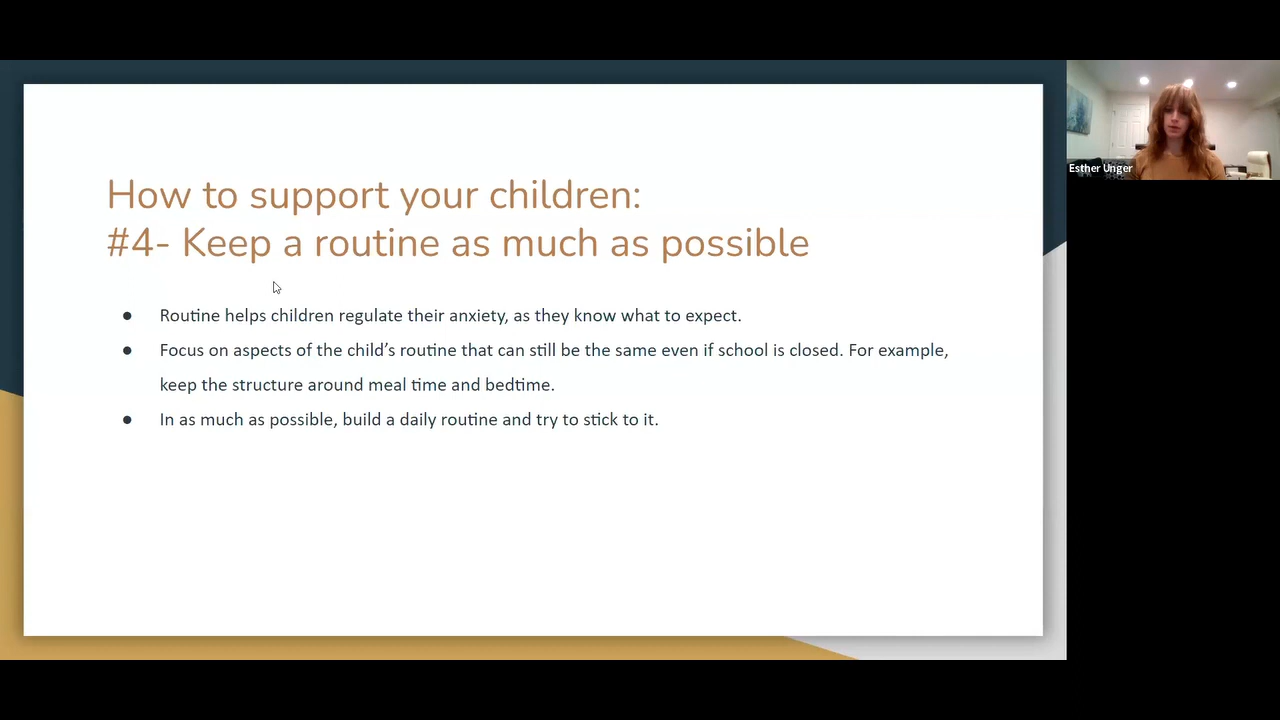 How to support your children:
#4- Keep a routine as much as possible
● Routine helps children regulate their anxiety, as they know what to expect.
● Focus on aspects of the child’s routine that can still be the same even if school is closed. For example,
keep the structure around meal time and bedtime.
● In as much as possible, build a daily routine and try to stick to it.
Esther Unger